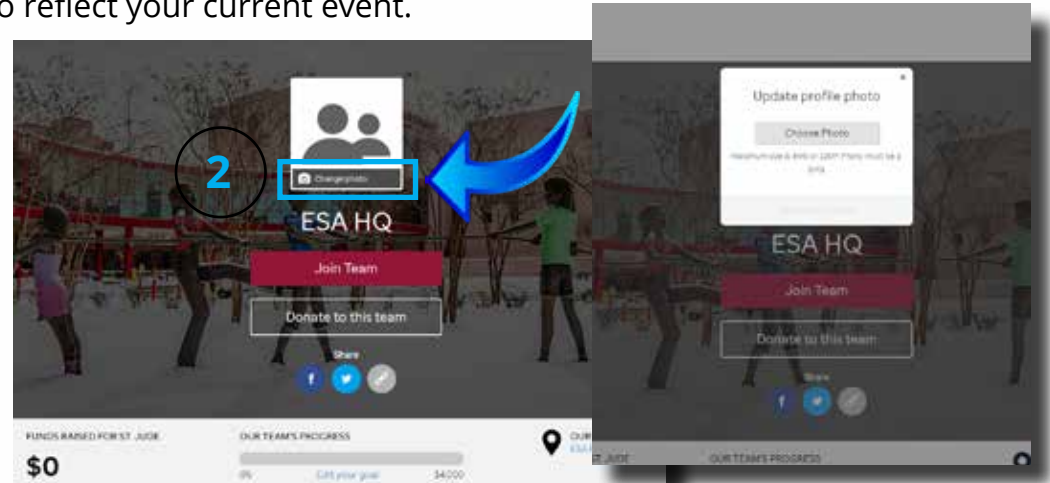 o reflect your current event.
2
Change photo
ESA HQ
Join Team
Donate to this team
Share
FUNDS RAISED FOR ST. JUDE
$0
OUR TEAM'S PROGRESS
0%
Edit your goal
$4,000
OUR
Update profile photo
Choose Photo
ESA HQ
Join Team
Donate to this team
Share
ST. JUDE
OUR TEAM'S PROGRESS